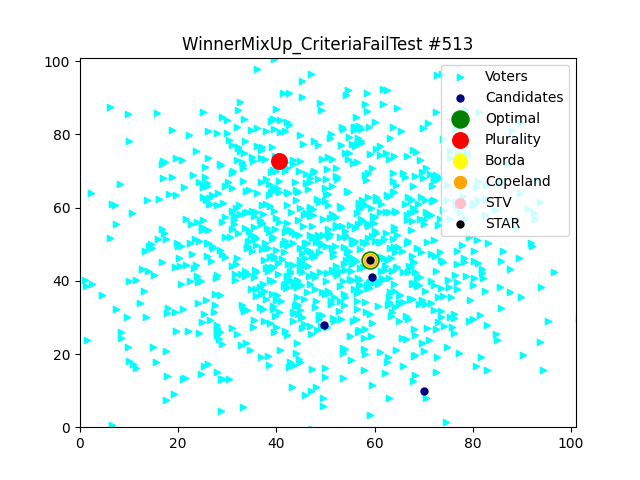 WinnerMixUp_CriteriaFailTest #513
100
80
60
40
20
0
0
20
40
60
80
100
Voters
Candidates
Optimal
Plurality
Borda
Copeland
STV
STAR